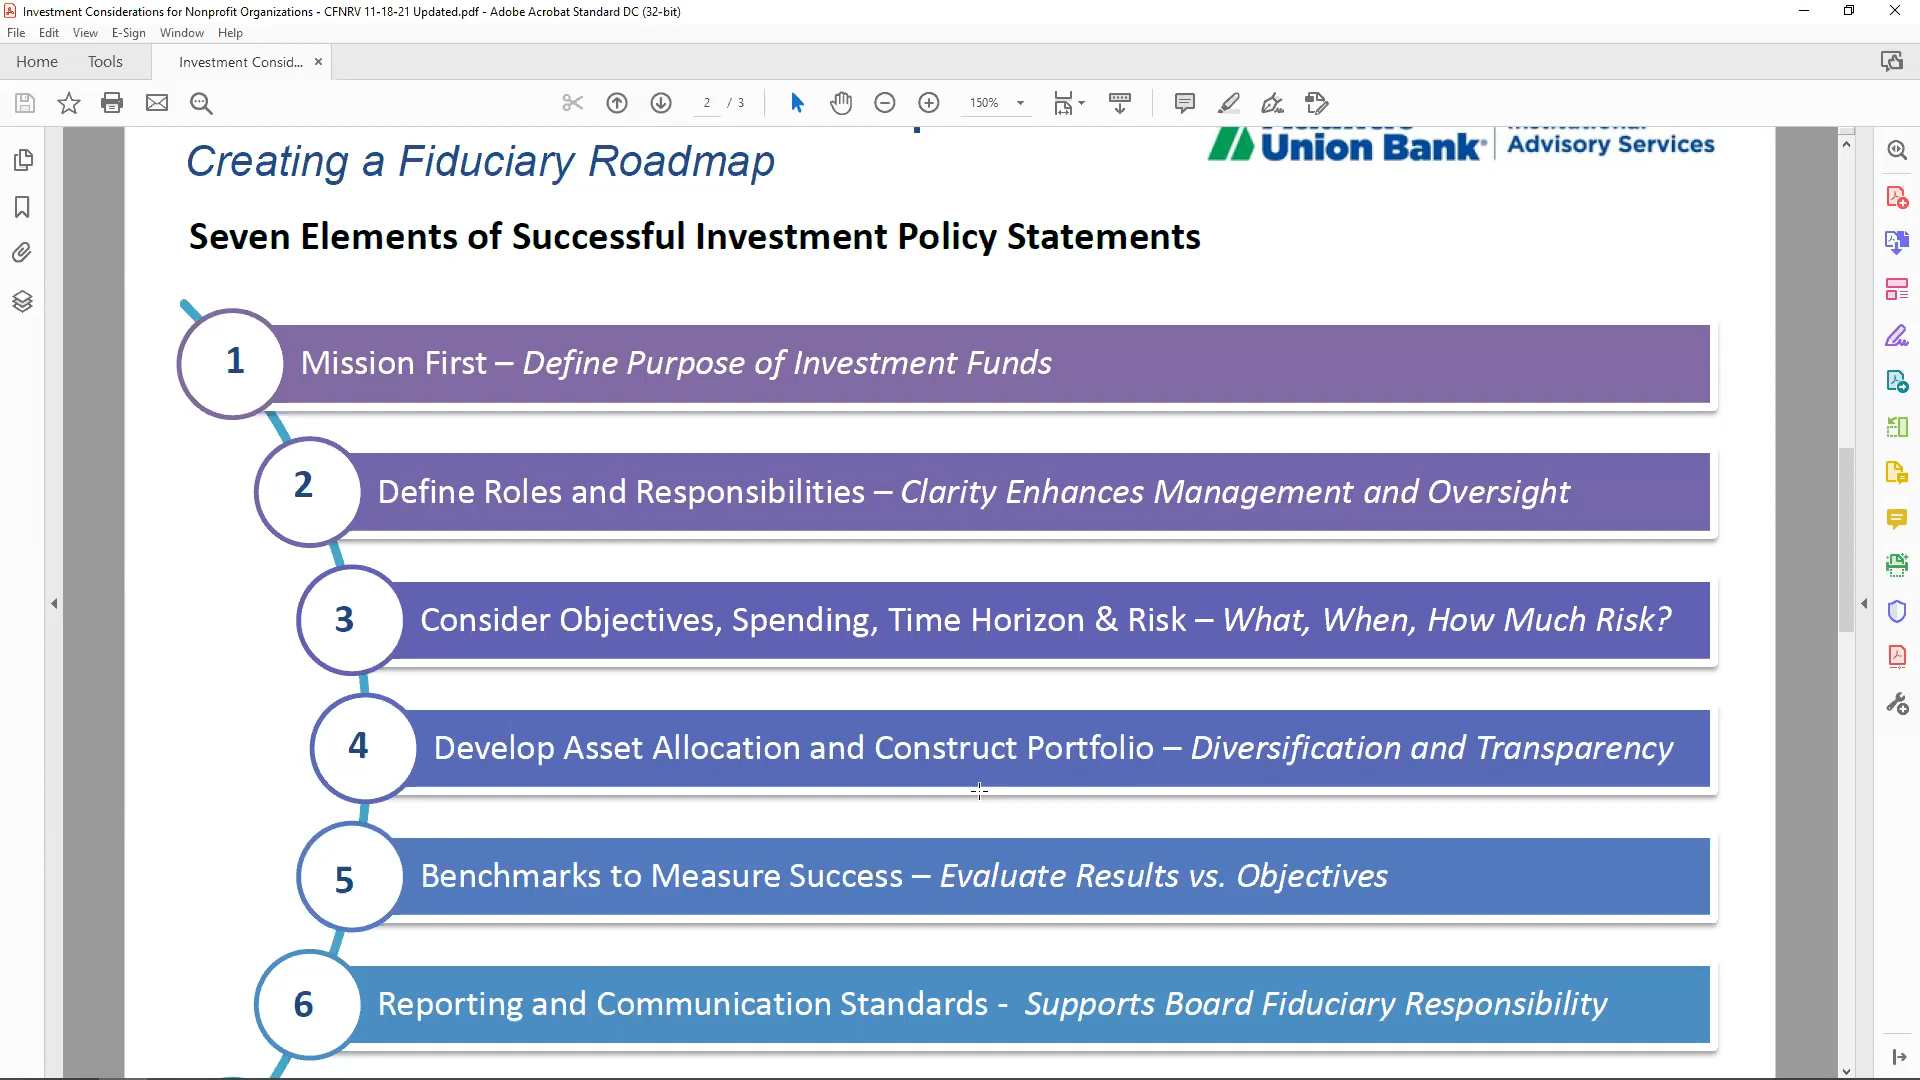 Investment Considerations for Nonprofit Organizations - CFNRV 11-18-21 Updated.pdf - Adobe Acrobat Standard DC (32-bit)
File Edit View E-Sign Window Help
Home Tools Investment Consid... ×
2 / 3 150%
Creating a Fiduciary Roadmap
Union Bank
Advisory Services
Seven Elements of Successful Investment Policy Statements
1 Mission First – Define Purpose of Investment Funds
2 Define Roles and Responsibilities – Clarity Enhances Management and Oversight
3 Consider Objectives, Spending, Time Horizon & Risk – What, When, How Much Risk?
4 Develop Asset Allocation and Construct Portfolio – Diversification and Transparency
5 Benchmarks to Measure Success – Evaluate Results vs. Objectives
6 Reporting and Communication Standards - Supports Board Fiduciary Responsibility